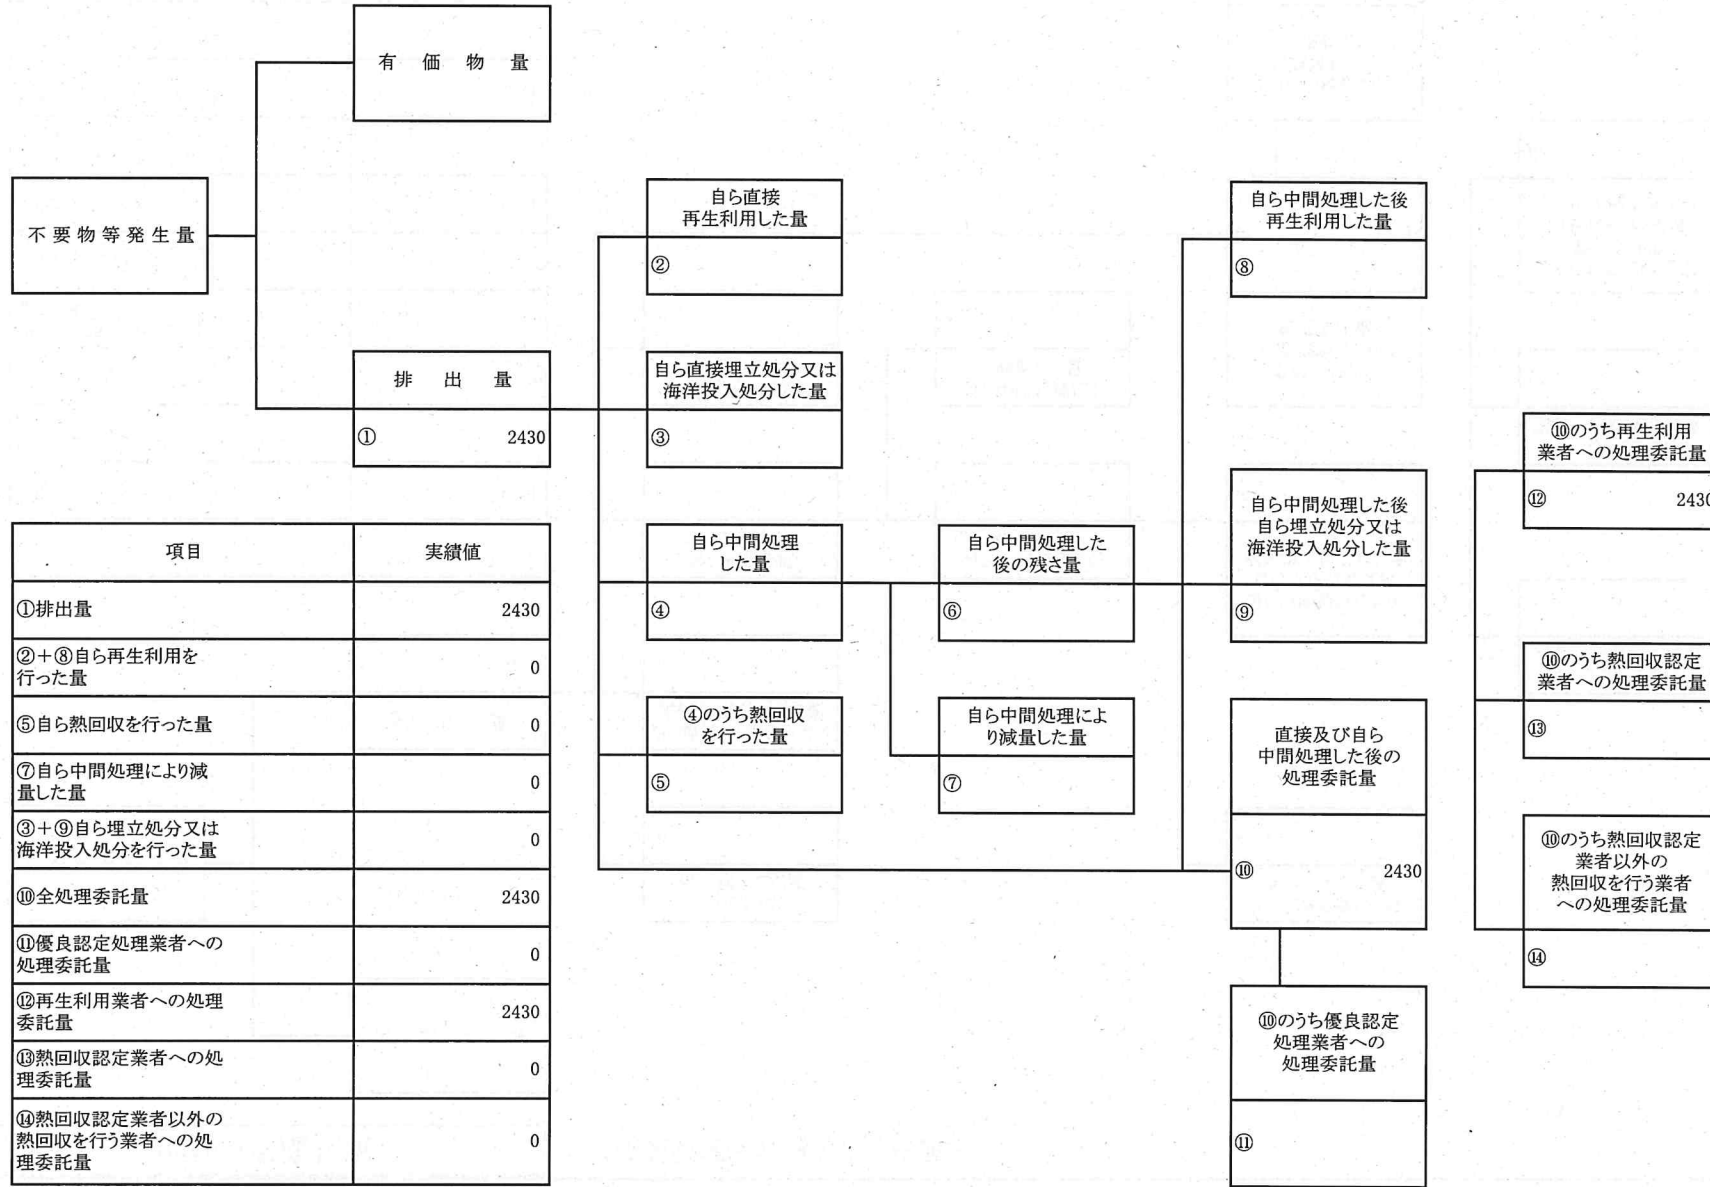 有価物量
不要物等発生量
排出量
① 2430
自ら直接
再生利用した量
②
自ら直接埋立処分又は
海洋投入処分した量
③
自ら中間処理
した量
④
④のうち熱回収
を行った量
⑤
自ら中間処理した
後の残さ量
⑥
自ら中間処理によ
り減量した量
⑦
自ら中間処理した後
再生利用した量
⑧
自ら中間処理した後
自ら埋立処分又は
海洋投入処分した量
⑨
直接及び自ら
中間処理した後の
処理委託量
⑩ 2430
⑩のうち優良認定
処理業者への
処理委託量
⑪
⑩のうち再生利用
業者への処理委託量
⑫ 2430
⑩のうち熱回収認定
業者への処理委託量
⑬
⑩のうち熱回収認定
業者以外の
熱回収を行う業者
への処理委託量
⑭
項目 実績値
①排出量 2430
②+⑧自ら再生利用を
行った量 0
⑤自ら熱回収を行った量 0
⑦自ら中間処理により減
量した量 0
③+⑨自ら埋立処分又は
海洋投入処分を行った量 0
⑩全処理委託量 2430
⑪優良認定処理業者への
処理委託量 0
⑫再生利用業者への処理
委託量 2430
⑬熱回収認定業者への処
理委託量 0
⑭熱回収認定業者以外の
熱回収を行う業者への処
理委託量 0